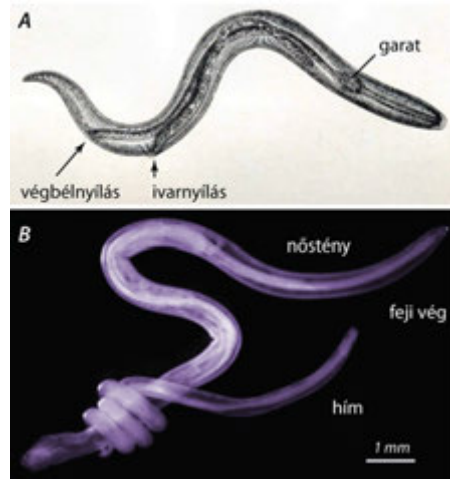 A
garat
végbélnyílás
ivarnyílás
B
nőstény
feji vég
hím
1 mm